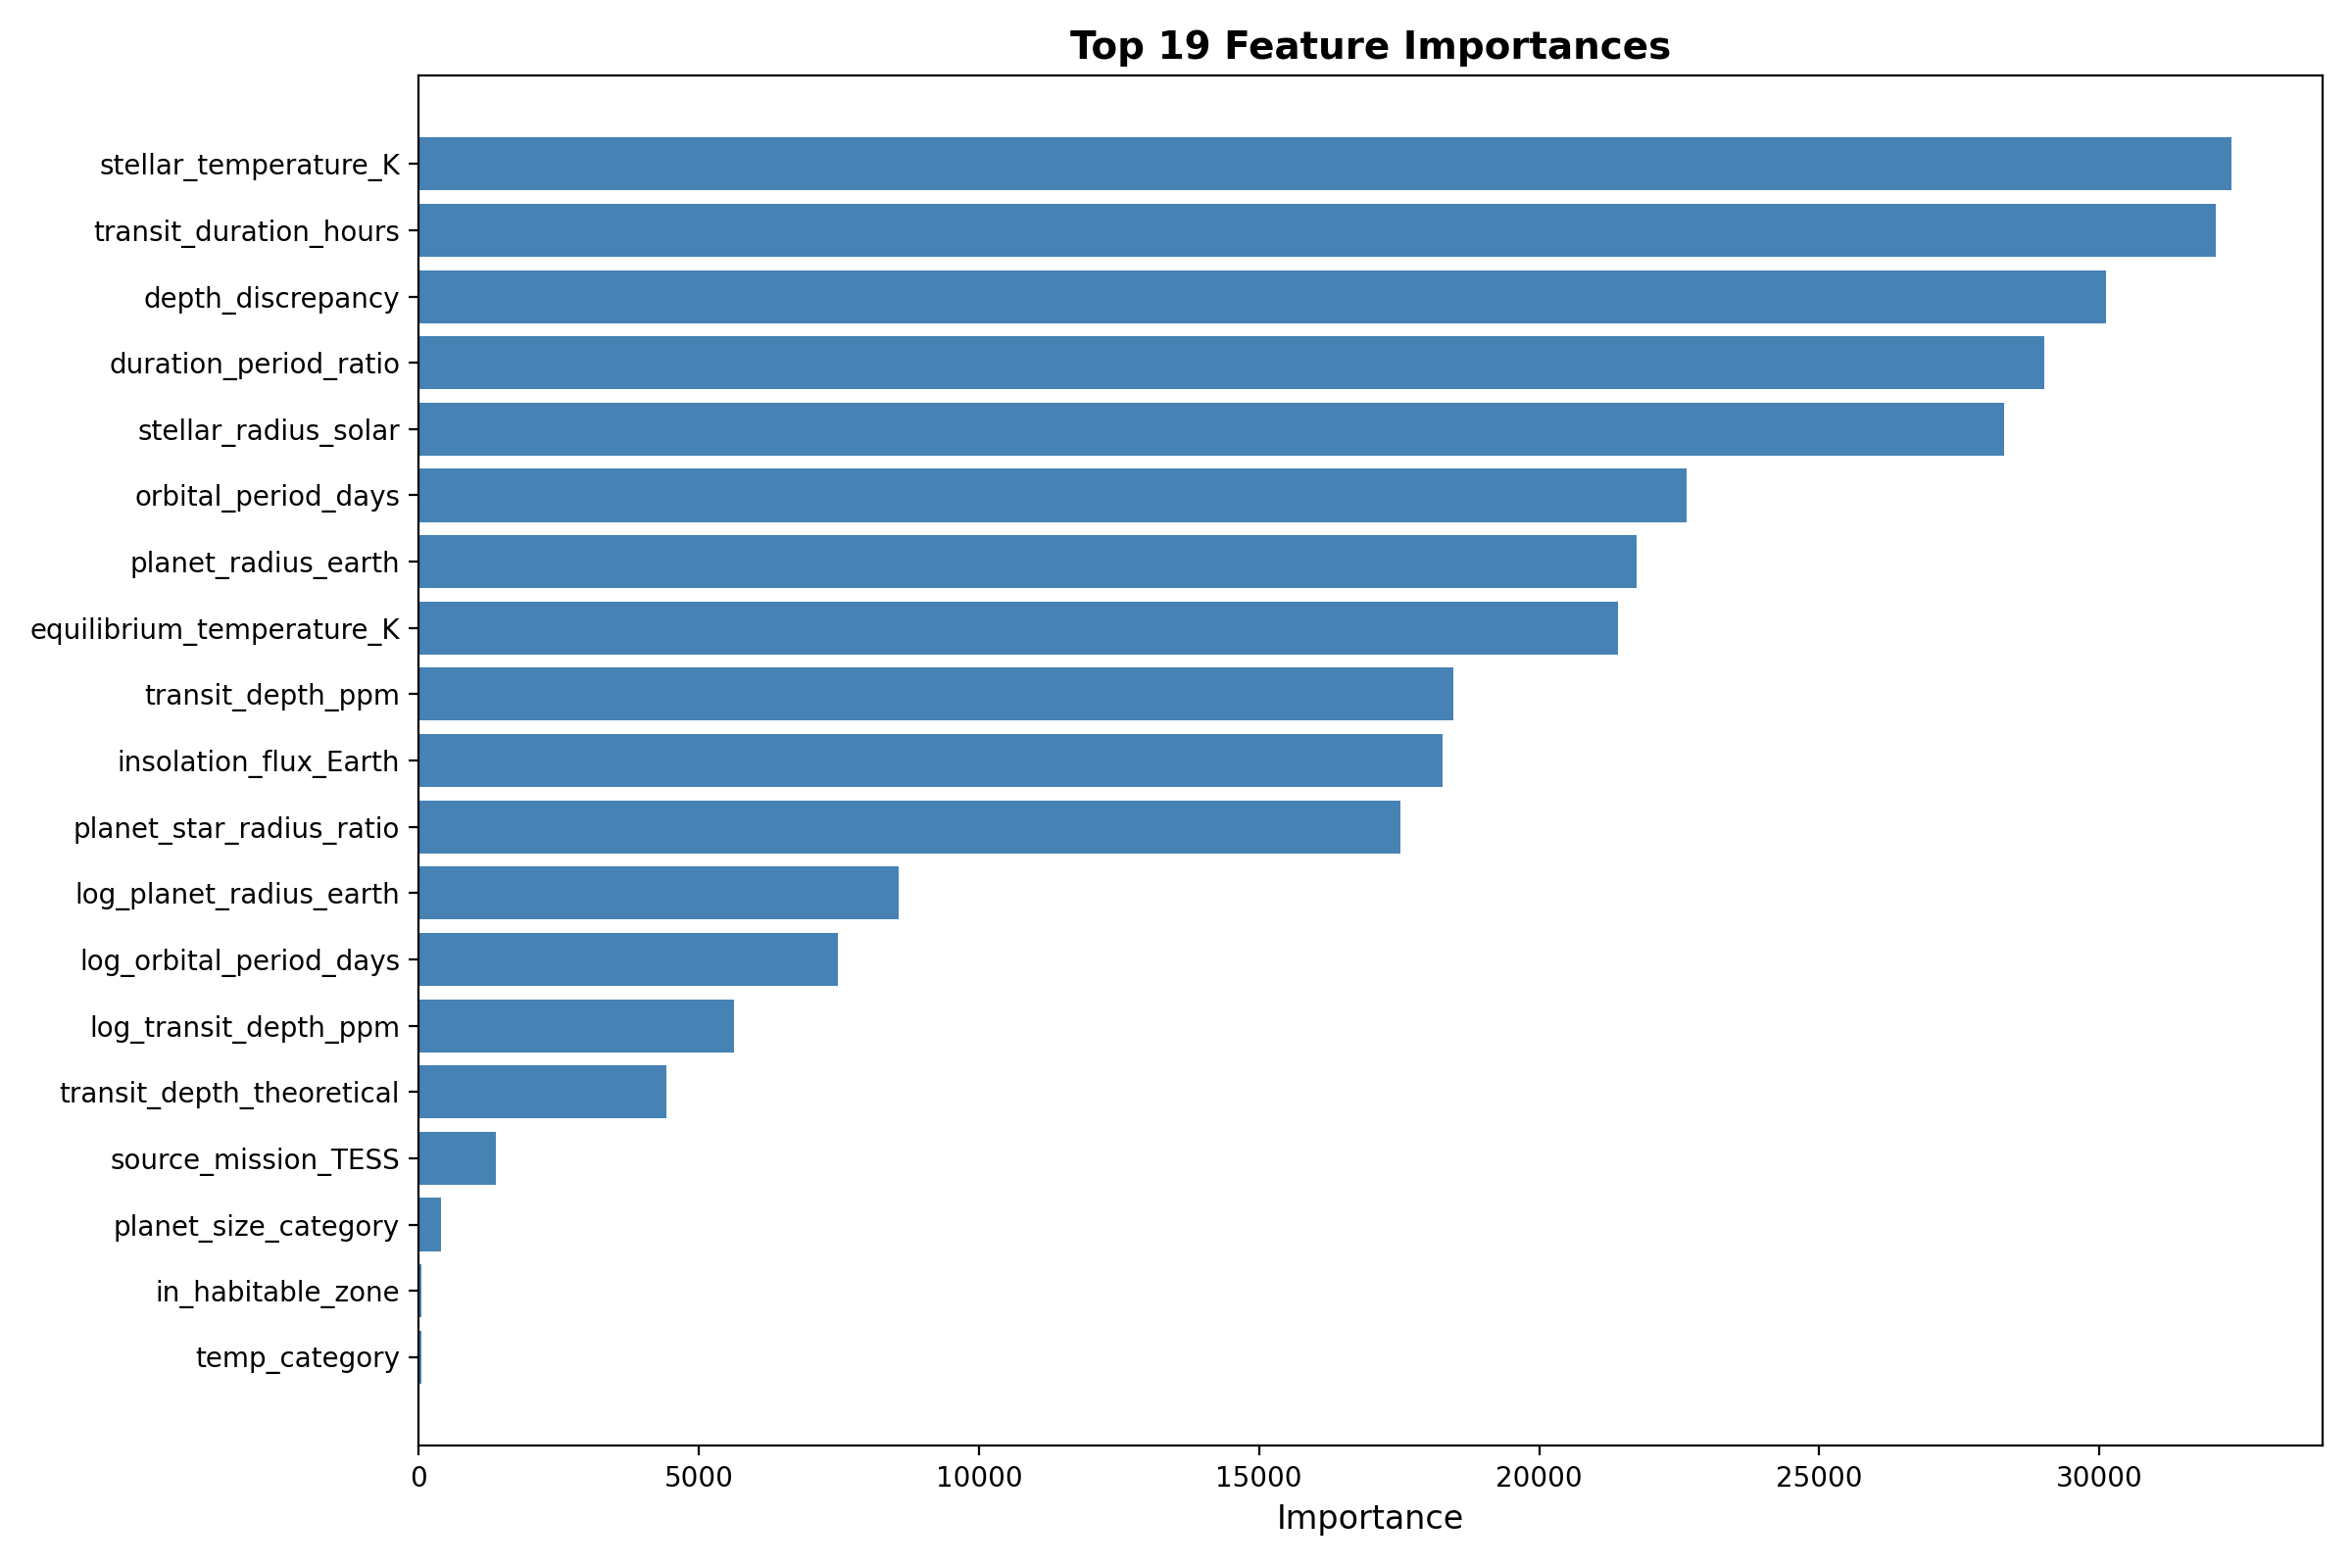 Top 19 Feature Importances
stellar_temperature_K
transit_duration_hours
depth_discrepancy
duration_period_ratio
stellar_radius_solar
orbital_period_days
planet_radius_earth
equilibrium_temperature_K
transit_depth_ppm
insolation_flux_Earth
planet_star_radius_ratio
log_planet_radius_earth
log_orbital_period_days
log_transit_depth_ppm
transit_depth_theoretical
source_mission_TESS
planet_size_category
in_habitable_zone
temp_category
0 5000 10000 15000 20000 25000 30000
Importance